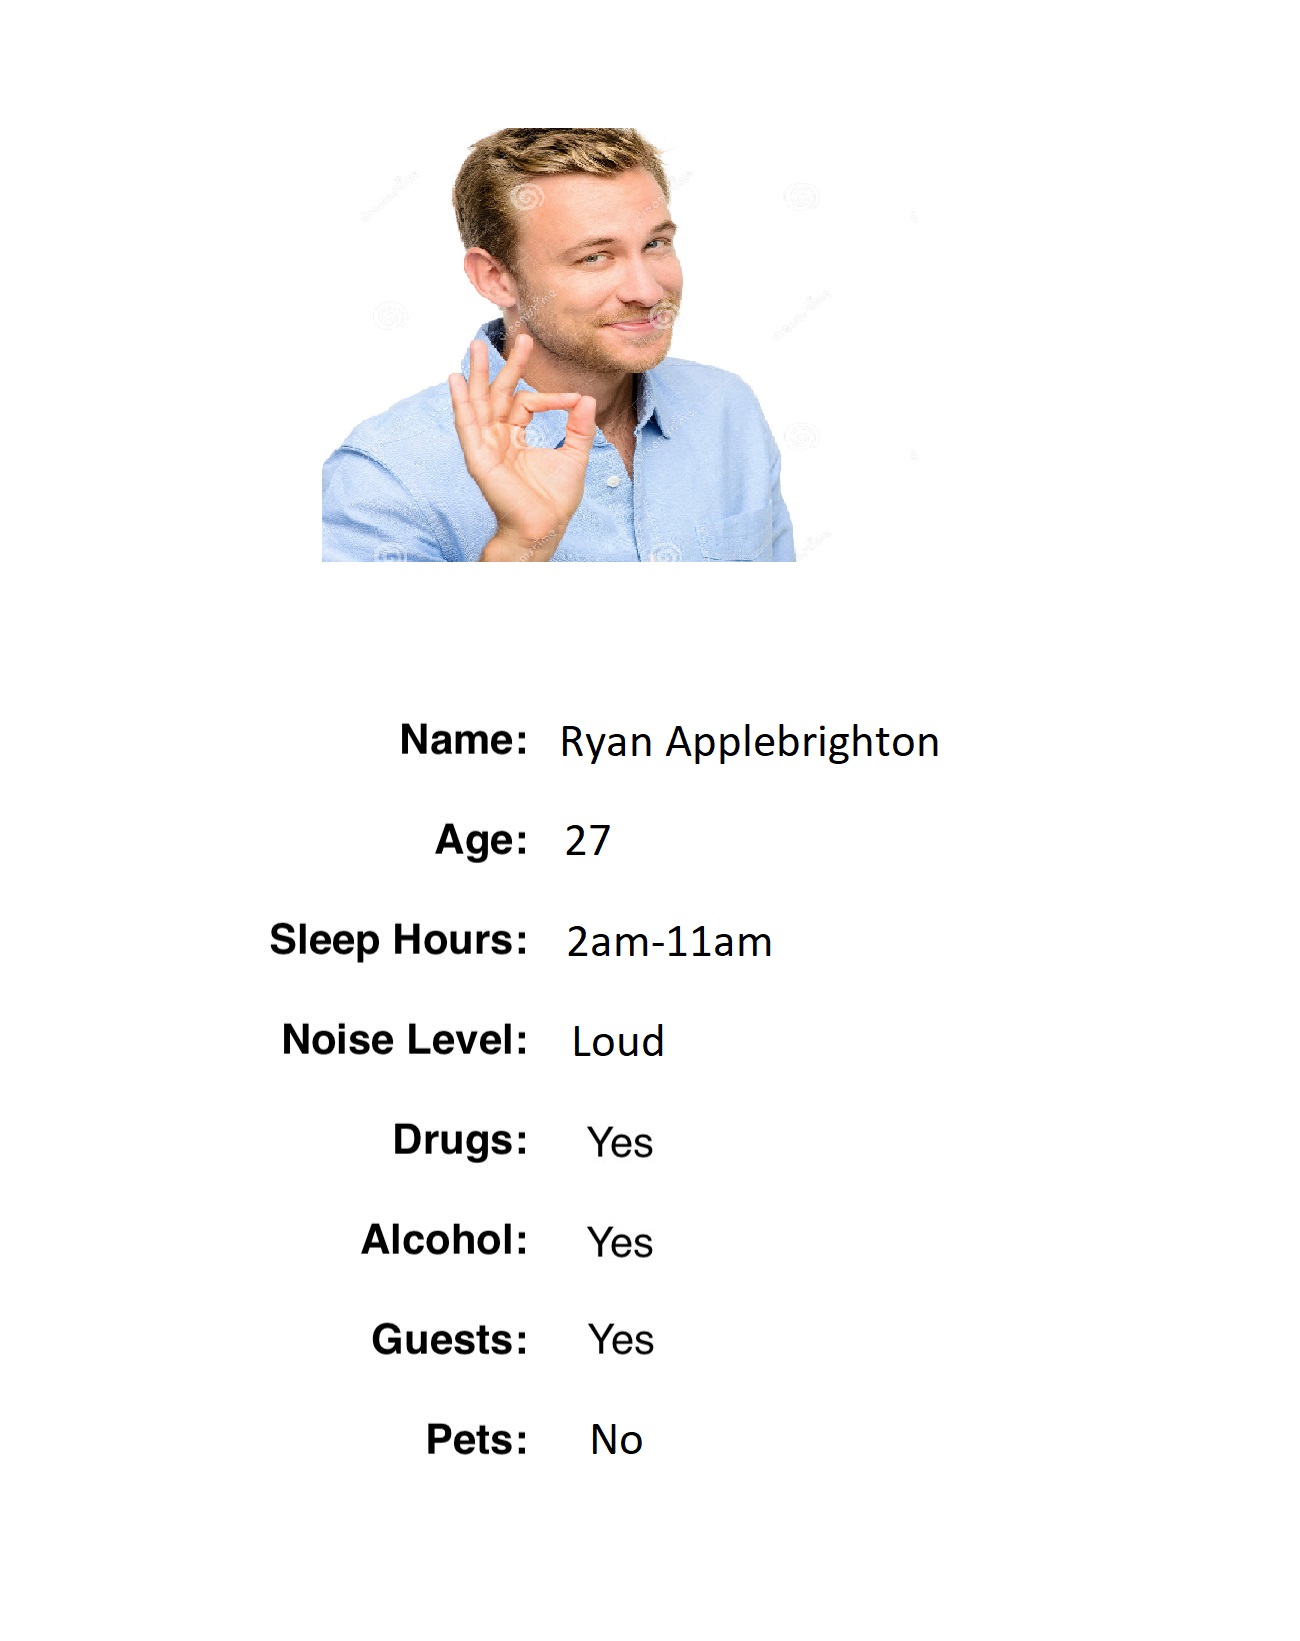 Name: Ryan Applebrighton
Age: 27
Sleep Hours: 2am-11am
Noise Level: Loud
Drugs: Yes
Alcohol: Yes
Guests: Yes
Pets: No